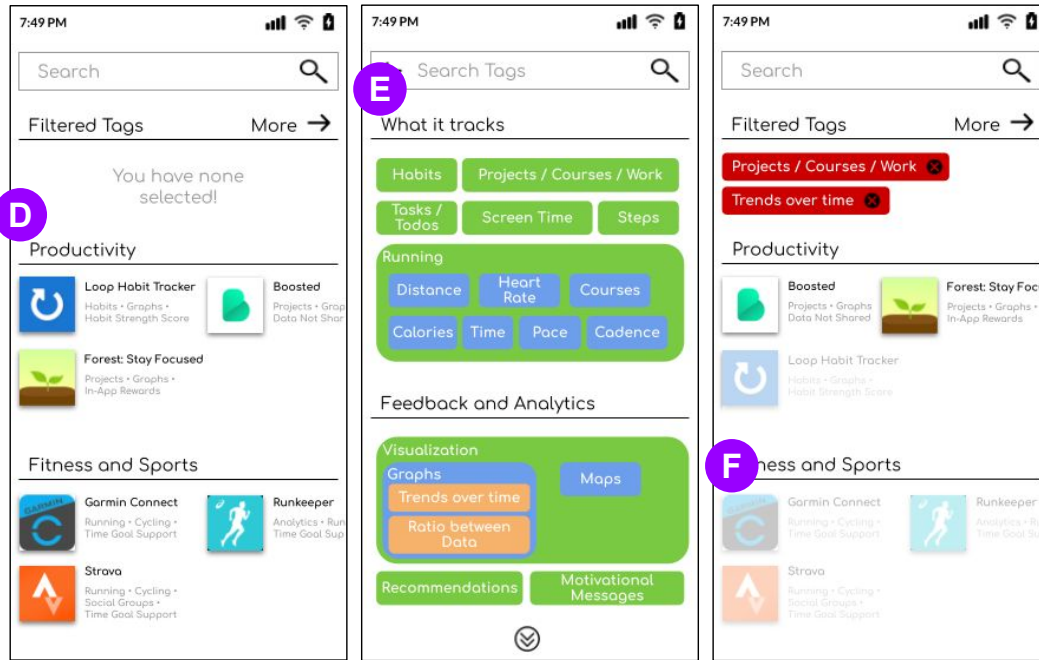 7:49 PM
Search
Filtered Tags
More
You have none
selected!
D
Productivity
Loop Habit Tracker
Habits • Graphs •
Habit Strength Score
Boosted
Projects • Grap
Data Not Shar
Forest: Stay Focused
Projects • Graphs •
In-App Rewards
Fitness and Sports
GARMIN
Garmin Connect
Running • Cycling •
Time Goal Support
Runkeeper
Analytics • Run
Time Goal Sup
Strava
Running • Cycling •
Social Groups •
Time Goal Support
7:49 PM
E
Search Tags
What it tracks
Habits
Projects / Courses / Work
Tasks /
Todos
Screen Time
Steps
Running
Distance
Heart
Rate
Courses
Calories
Time
Pace
Cadence
Feedback and Analytics
Visualization
Graphs
Trends over time
Ratio between
Data
Maps
Recommendations
Motivational
Messages
7:49 PM
Search
Filtered Tags
More
Projects / Courses / Work
Trends over time
Productivity
Boosted
Projects • Graphs
Data Not Shared
Forest: Stay Focu
Projects • Graphs •
In-App Rewards
Loop Habit Tracker
Habits • Graphs •
Habit Strength Score
F
ness and Sports
GARMIN
Garmin Connect
Running • Cycling •
Time Goal Support
Runkeeper
Analytics • Ru
Time Goal Su
Strava
Running • Cycling •
Social Groups •
Time Goal Support